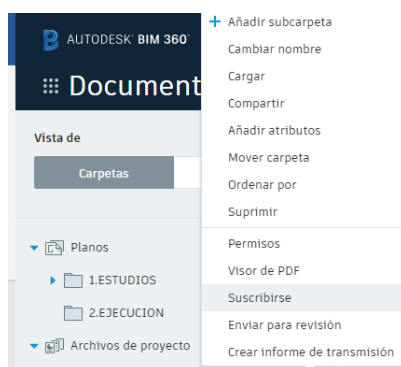 AUTODESK® BIM 360™
Document
Vista de
Carpetas
Planos
1.ESTUDIOS
2.EJECUCION
Archivos de proyecto
Añadir subcarpeta
Cambiar nombre
Cargar
Compartir
Añadir atributos
Mover carpeta
Ordenar por
Suprimir
Permisos
Visor de PDF
Suscribirse
Enviar para revisión
Crear informe de transmisión